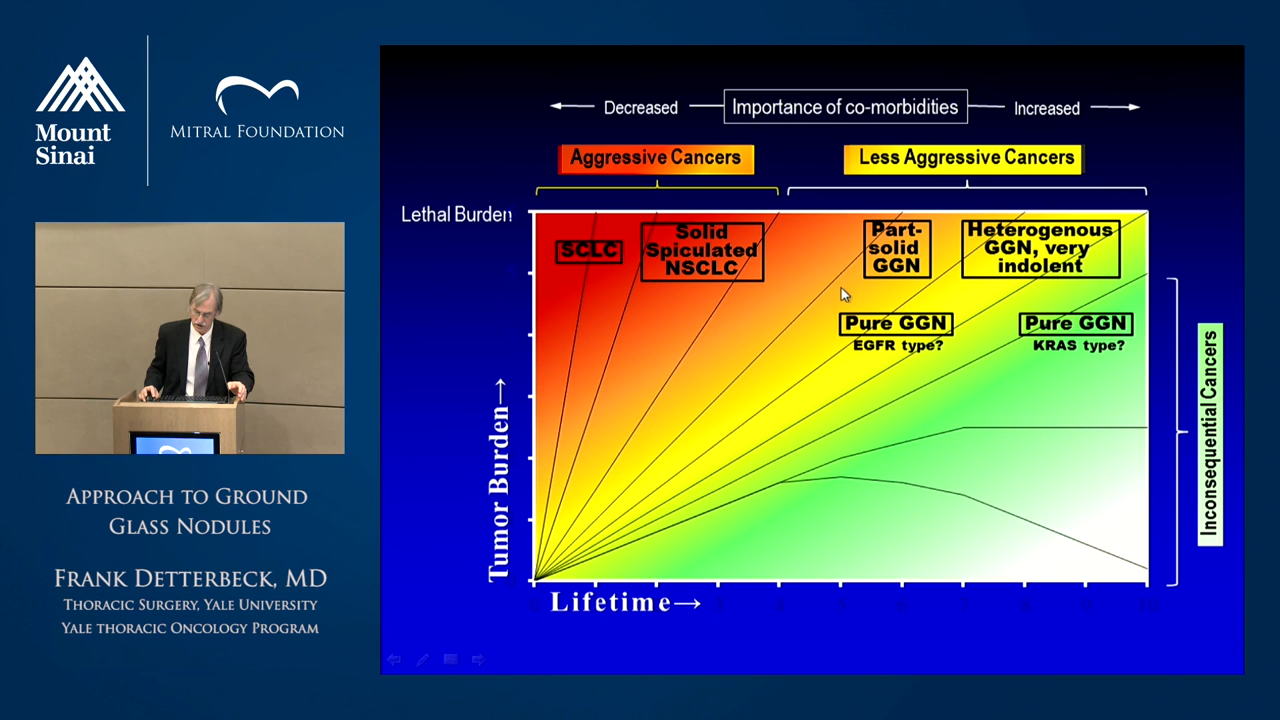 Mount
Sinai
MITRAL FOUNDATION
APPROACH TO GROUND
GLASS NODULES
FRANK DETTERBECK, MD
THORACIC SURGERY, YALE UNIVERSITY
YALE THORACIC ONCOLOGY PROGRAM
Decreased
Importance of co-morbidities
Increased
Aggressive Cancers
Less Aggressive Cancers
Lethal Burden
SCLC
Solid
Spiculated
NSCLC
Part-
solid
GGN
Heterogenous
GGN, very
indolent
Pure GGN
EGFR type?
Pure GGN
KRAS type?
Tumor Burden→
Lifetime→
Inconsequential Cancers